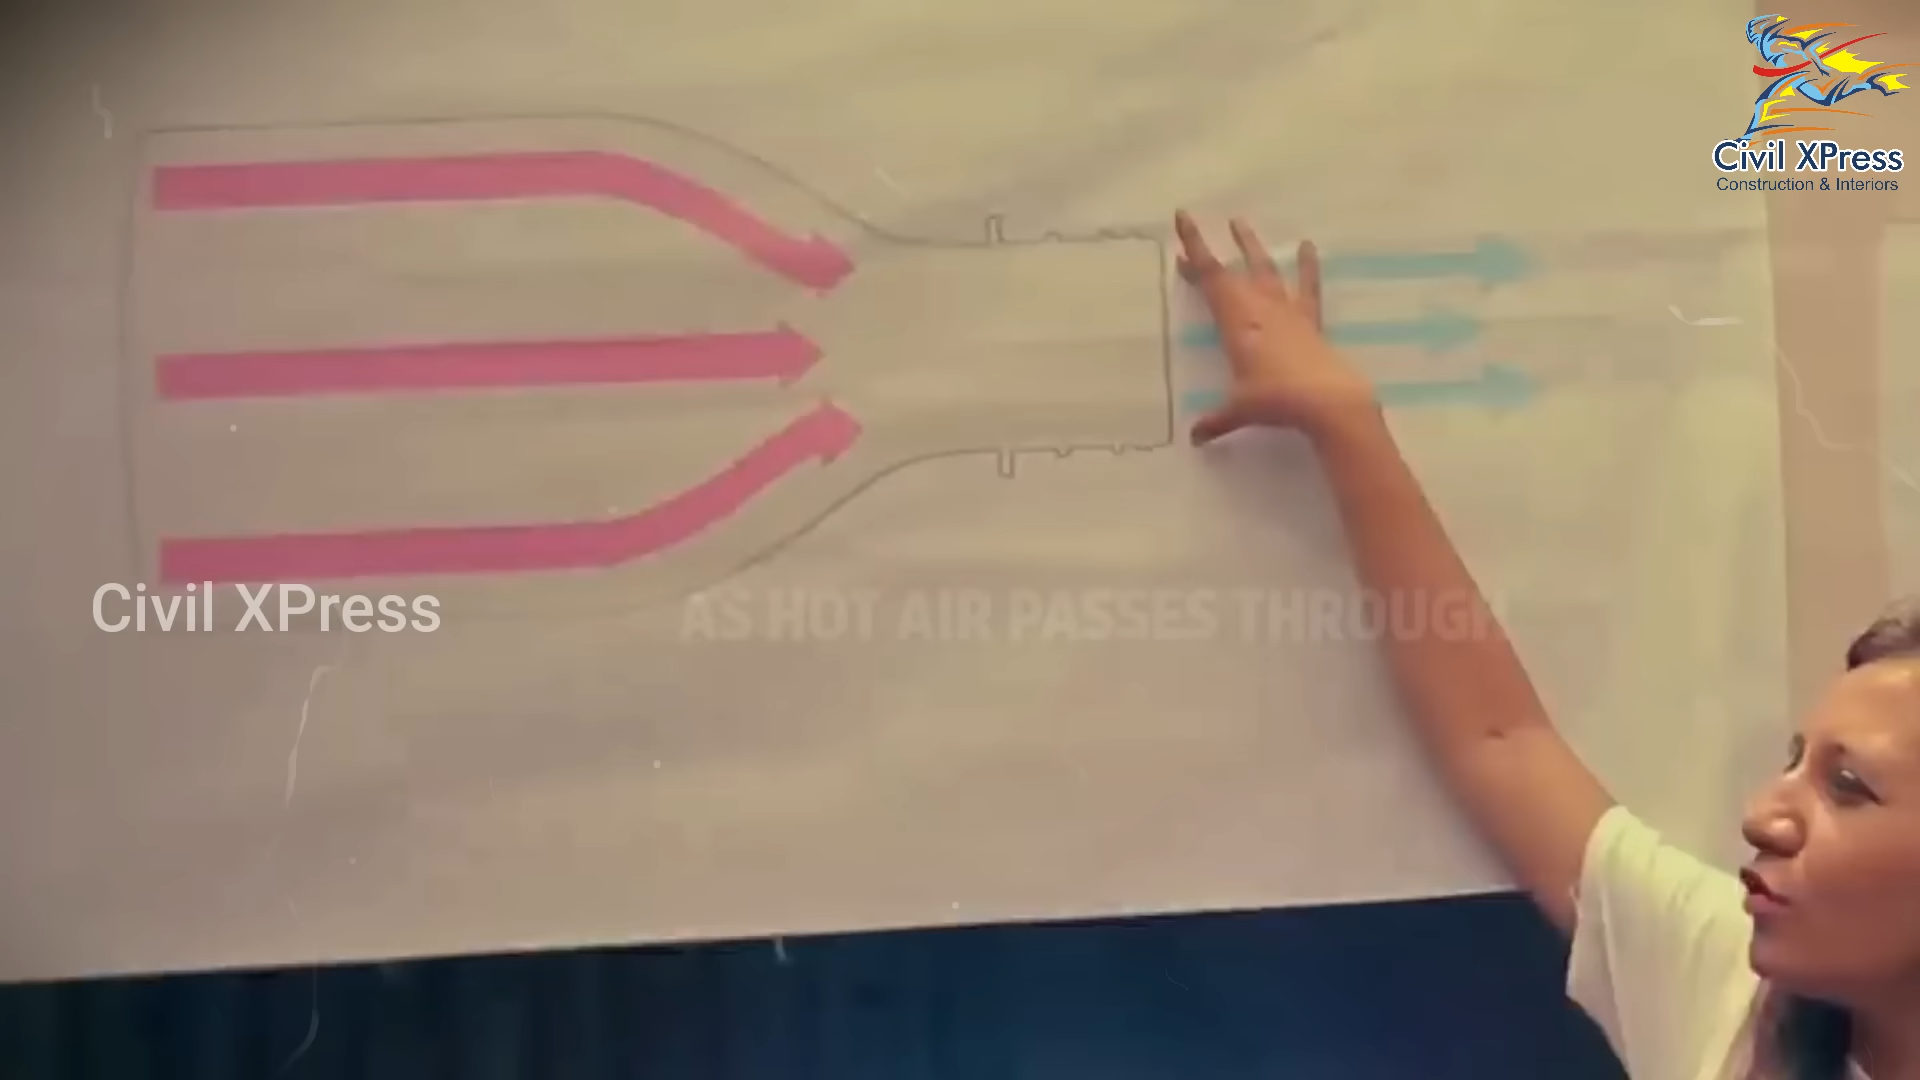 Civil XPress
Construction & Interiors
Civil XPress
AS HOT AIR PASSES THROUGH